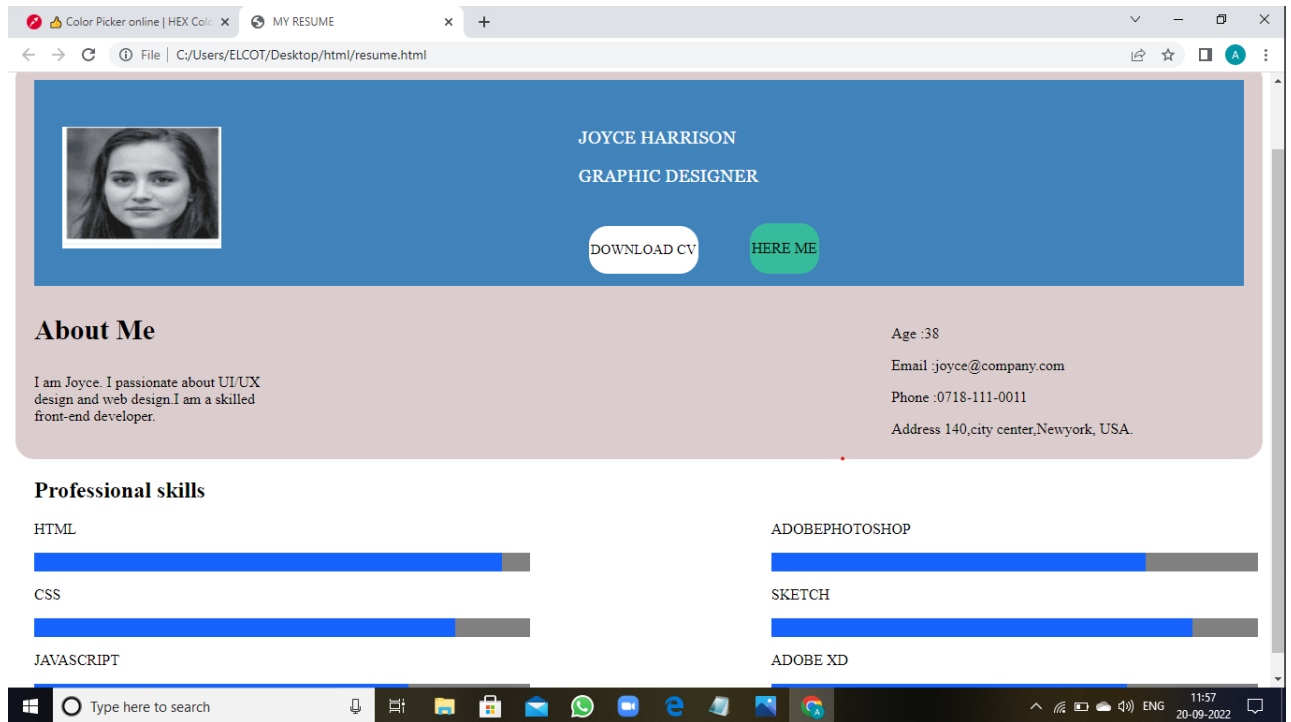 Color Picker online | HEX Colo
MY RESUME
File | C:/Users/ELCOT/Desktop/html/resume.html
A
JOYCE HARRISON
GRAPHIC DESIGNER
DOWNLOAD CV
HERE ME
About Me
I am Joyce. I passionate about UI/UX
design and web design.I am a skilled
front-end developer.
Age :38
Email :joyce@company.com
Phone :0718-111-0011
Address 140,city center,Newyork, USA.
Professional skills
HTML
ADOBEPHOTOSHOP
CSS
SKETCH
JAVASCRIPT
ADOBE XD
Type here to search
ENG
11:57
20-09-2022